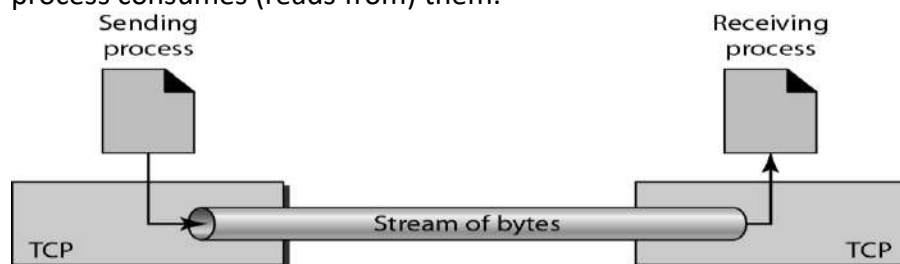 process consumes (reads from) them.
Sending
process
Receiving
process
Stream of bytes
TCP
TCP